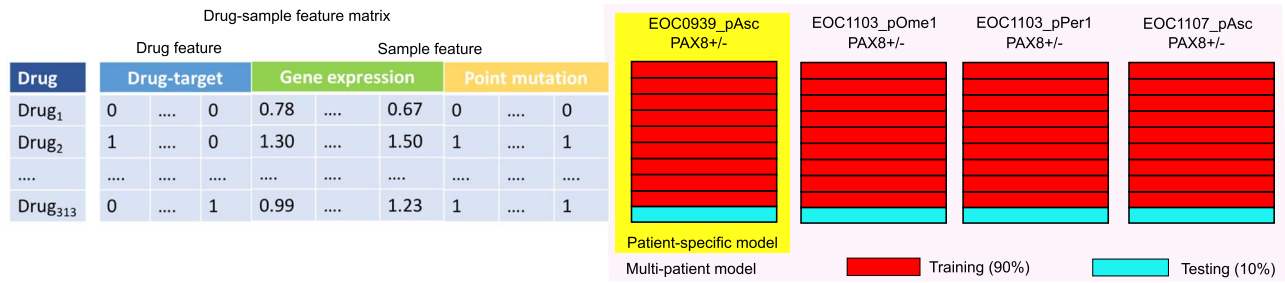 Drug-sample feature matrix
Drug feature Sample feature
Drug Drug-target Gene expression Point mutation
Drug1 0 .... 0 0.78 .... 0.67 0 .... 0
Drug2 1 .... 0 1.30 .... 1.50 1 .... 1
.... .... .... .... .... .... .... .... .... ....
Drug313 0 .... 1 0.99 .... 1.23 1 .... 1
EOC0939_pAsc EOC1103_pOme1 EOC1103_pPer1 EOC1107_pAsc
PAX8+/- PAX8+/- PAX8+/- PAX8+/-
Patient-specific model
Multi-patient model Training (90%) Testing (10%)